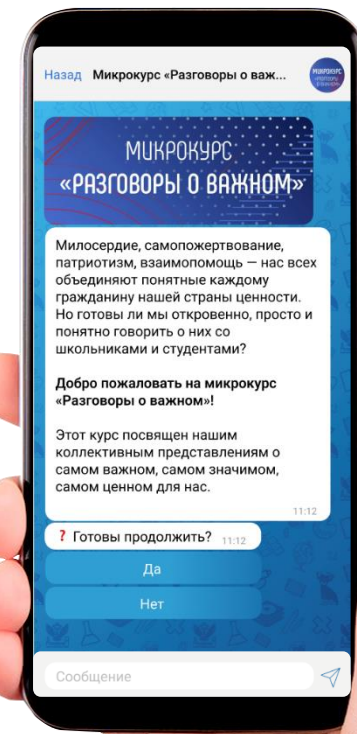 Назад Микрокурс «Разговоры о важ...
МИКРОКУРС
«РАЗГОВОРЫ О ВАЖНОМ»
МИКРОКУРС
«РАЗГОВОРЫ
О ВАЖНОМ»
Милосердие, самопожертвование,
патриотизм, взаимопомощь — нас всех
объединяют понятные каждому
гражданину нашей страны ценности.
Но готовы ли мы откровенно, просто и
понятно говорить о них со
школьниками и студентами?
Добро пожаловать на микрокурс
«Разговоры о важном»!
Этот курс посвящен нашим
коллективным представлениям о
самом важном, самом значимом,
самом ценном для нас.
11:12
? Готовы продолжить? 11:12
Да
Нет
Сообщение